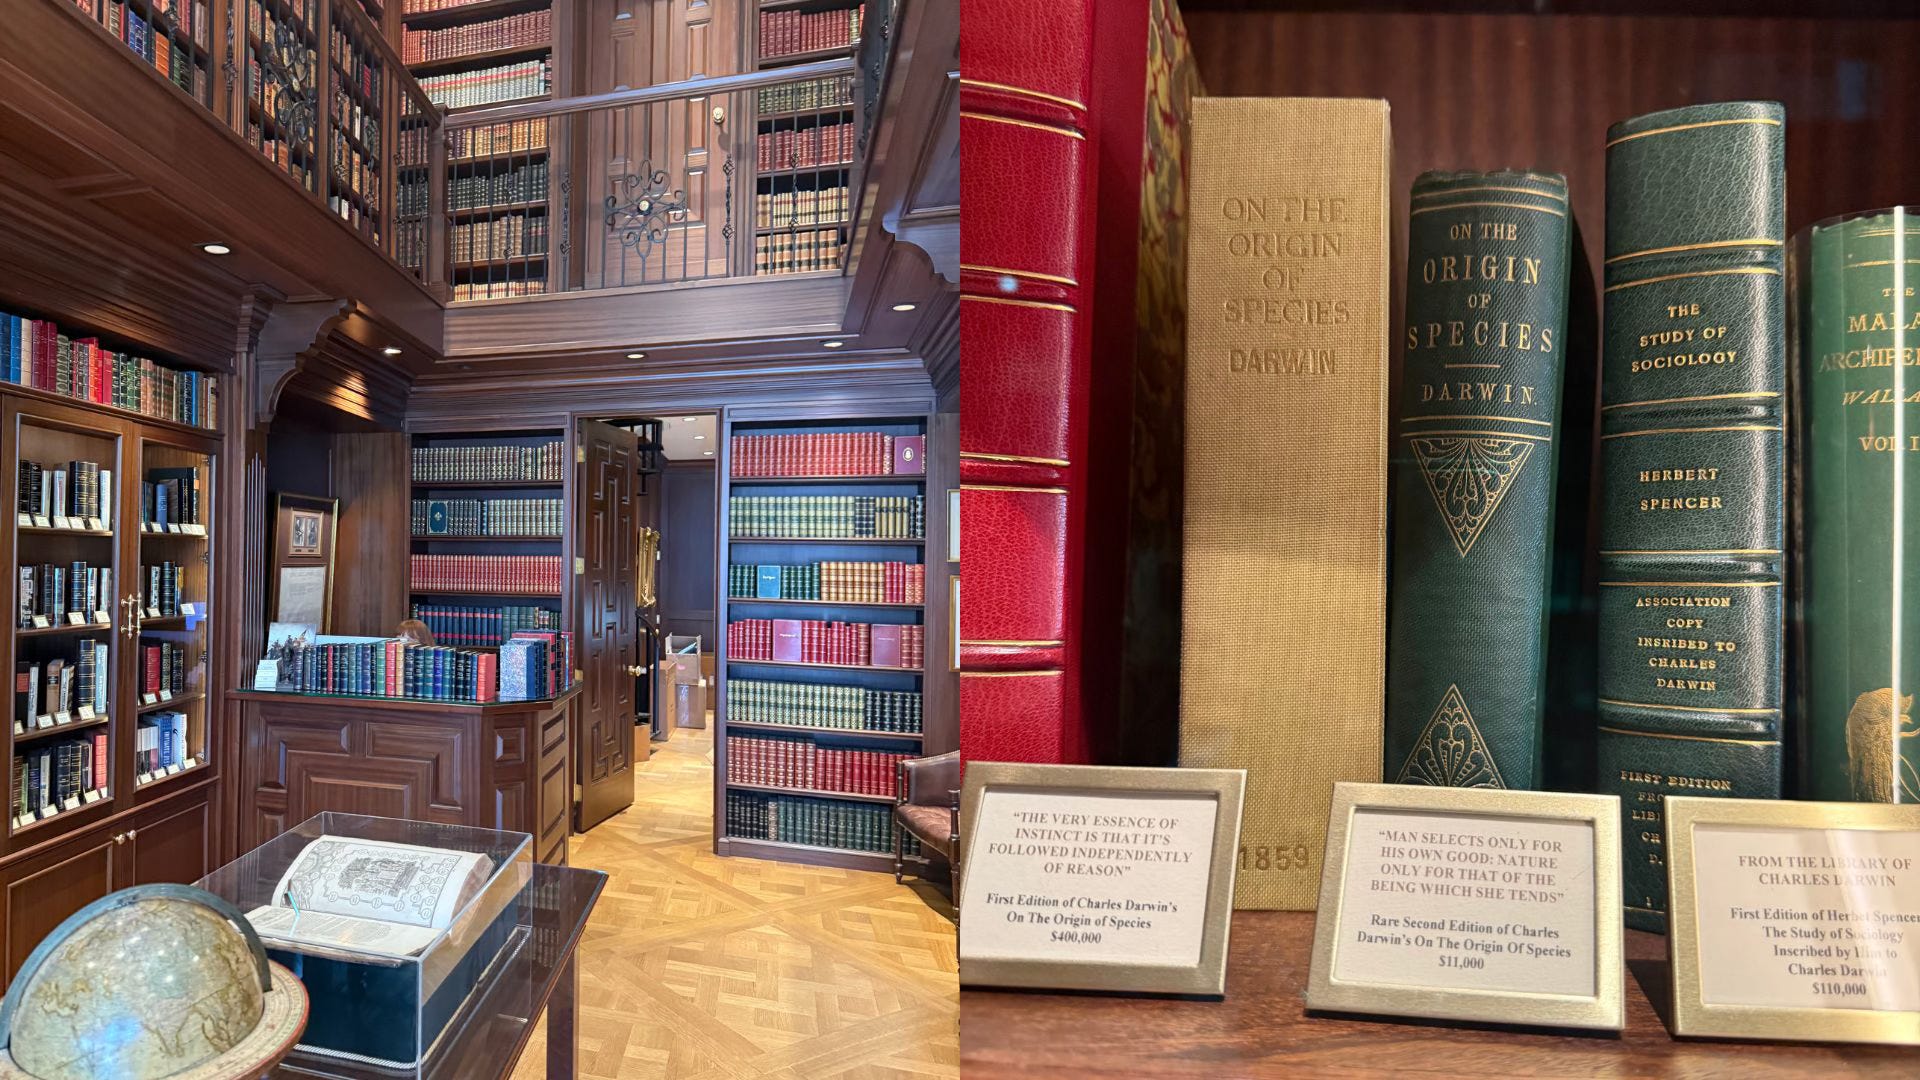 ON THE
ORIGIN
OF
SPECIES
DARWIN
1859
ON THE
ORIGIN
OF
SPECIES
DARWIN.
THE
STUDY OF
SOCIOLOGY
HERBERT
SPENCER
ASSOCIATION
COPY
INSRIBED TO
CHARLES
DARWIN
FIRST EDITION
THE
MALA
ARCHIPE
WALLA
VOL I
"THE VERY ESSENCE OF
INSTINCT IS THAT IT'S
FOLLOWED INDEPENDENTLY
OF REASON"
First Edition of Charles Darwin's
On The Origin of Species
$400,000
"MAN SELECTS ONLY FOR
HIS OWN GOOD: NATURE
ONLY FOR THAT OF THE
BEING WHICH SHE TENDS"
Rare Second Edition of Charles
Darwin's On The Origin Of Species
$11,000
FROM THE LIBRARY OF
CHARLES DARWIN
First Edition of Herbet Spencer
The Study of Sociology
Inscribed by Him to
Charles Darwin
$110,000